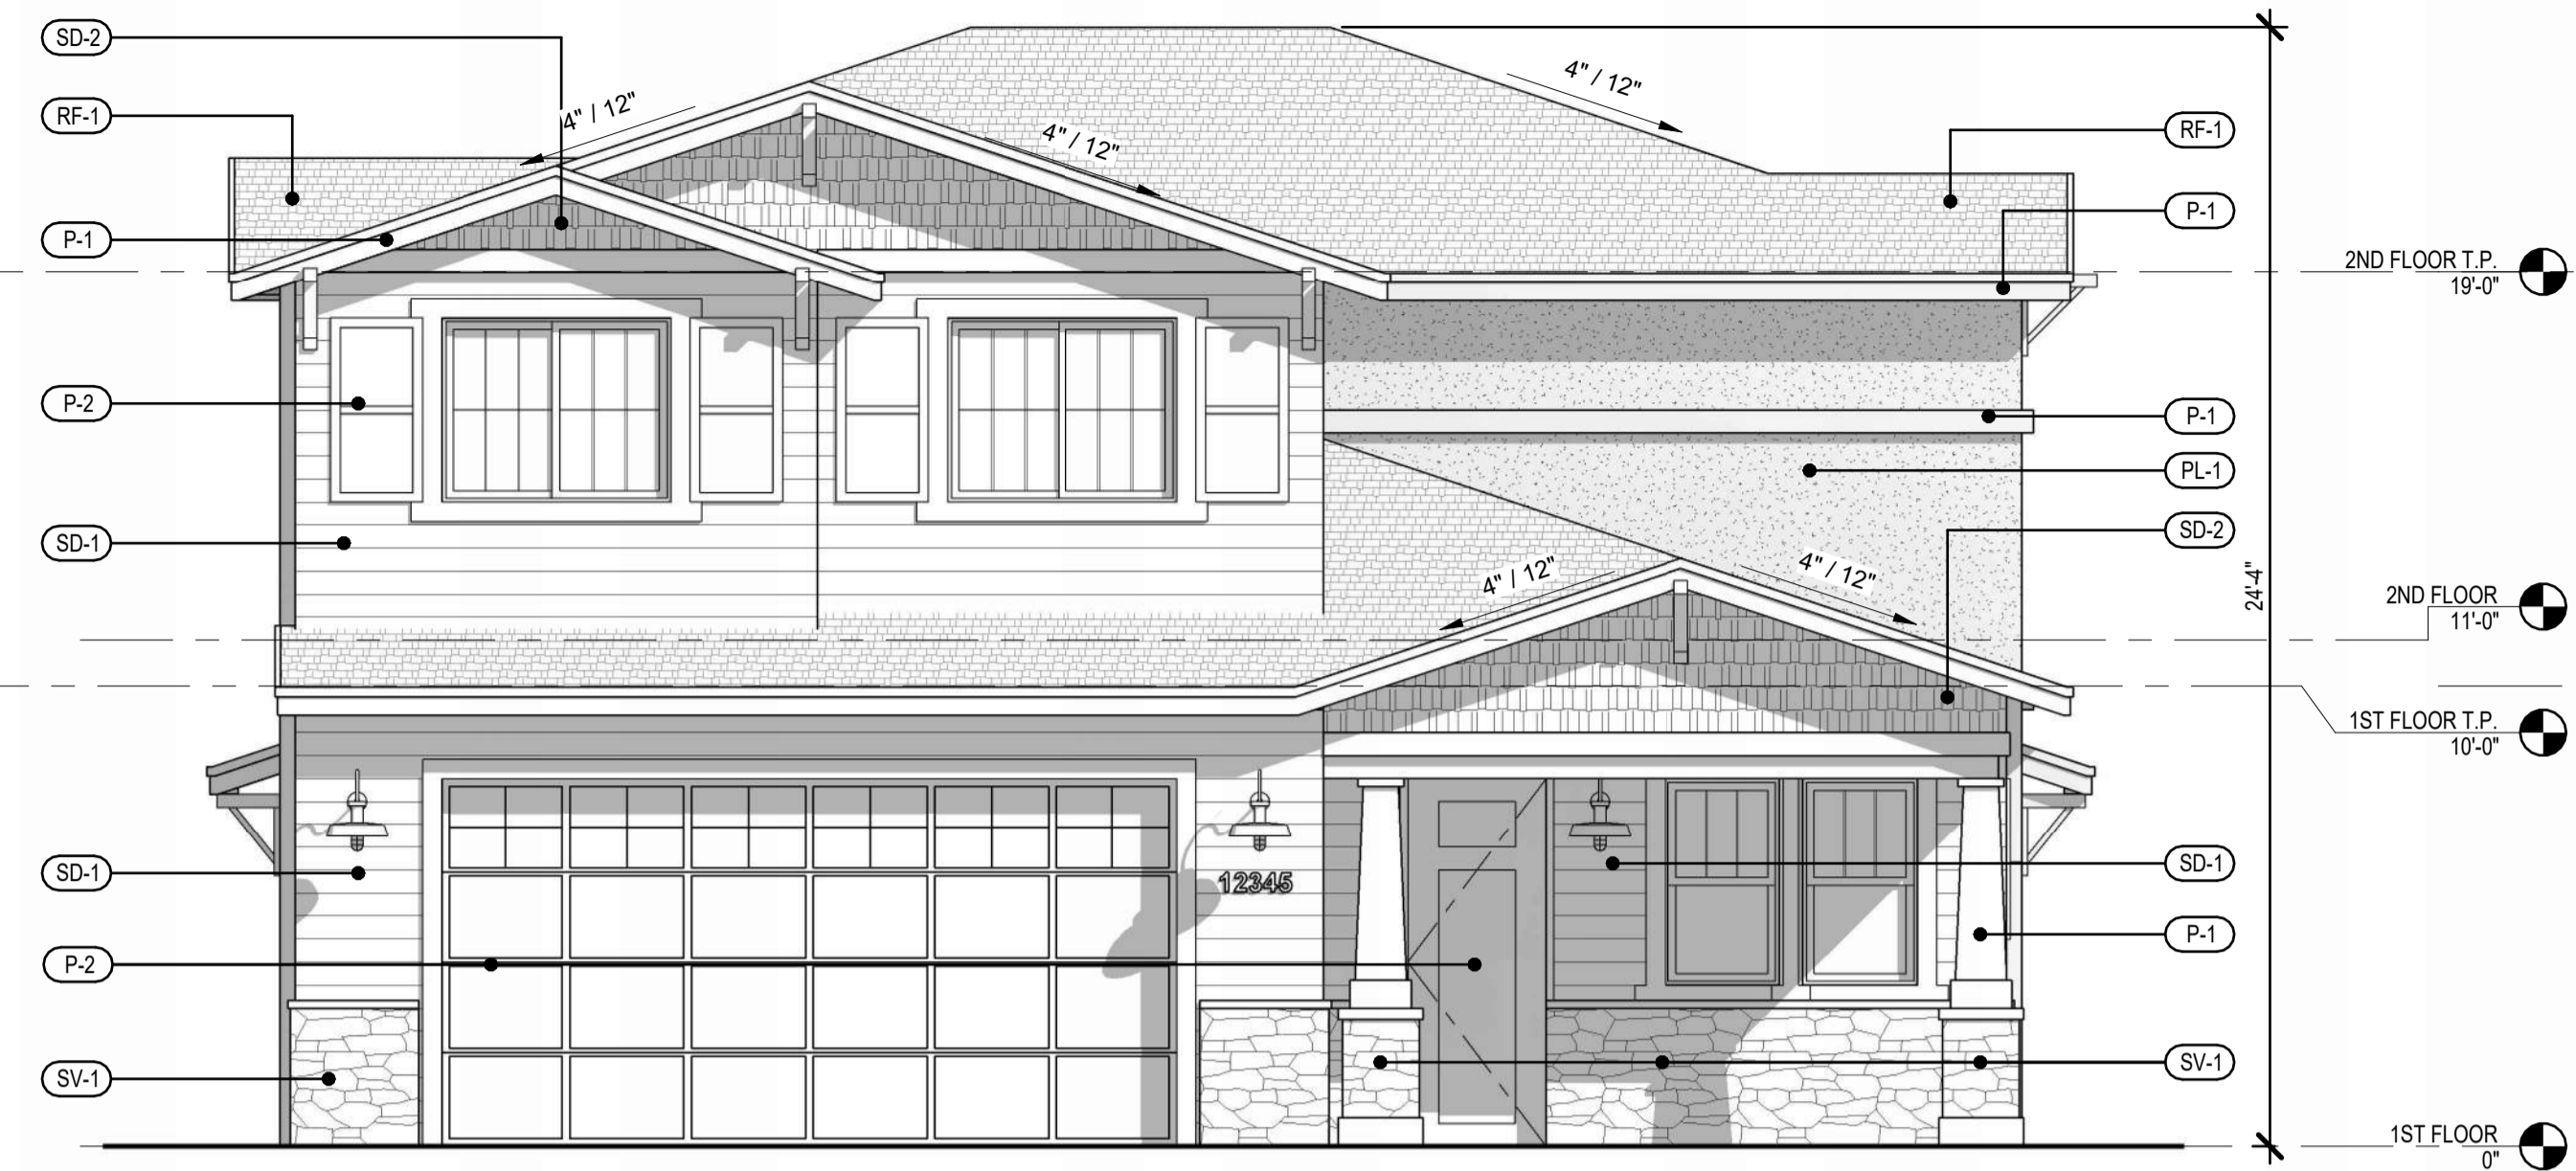 SD-2
RF-1
P-1
P-2
SD-1
SD-1
P-2
SV-1
4" / 12"
4" / 12"
4" / 12"
4" / 12"
4" / 12"
12345
RF-1
P-1
P-1
PL-1
SD-2
SD-1
P-1
SV-1
24'-4"
2ND FLOOR T.P.
19'-0"
2ND FLOOR
11'-0"
1ST FLOOR T.P.
10'-0"
1ST FLOOR
0"